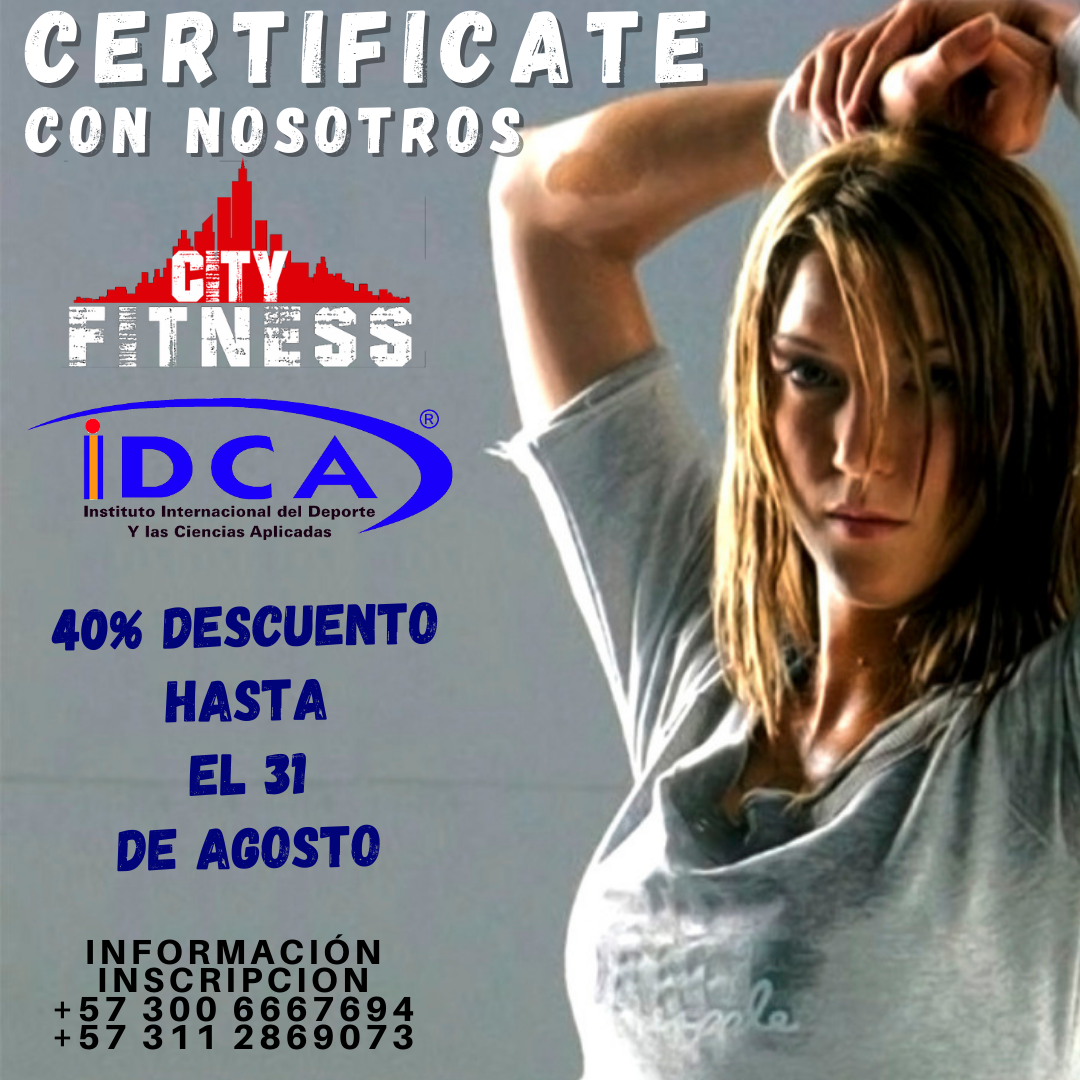 CERTIFICATE
CON NOSOTROS
CITY
FITNESS
IDCA ®
Instituto Internacional del Deporte
Y las Ciencias Aplicadas
40% DESCUENTO
HASTA
EL 31
DE AGOSTO
INFORMACIÓN
INSCRIPCION
+57 300 6667694
+57 311 2869073